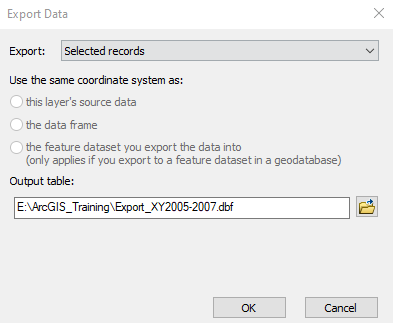 Export Data
Export: Selected records
Use the same coordinate system as:
this layer's source data
the data frame
the feature dataset you export the data into
(only applies if you export to a feature dataset in a geodatabase)
Output table:
E:\ArcGIS_Training\Export_XY2005-2007.dbf
OK Cancel